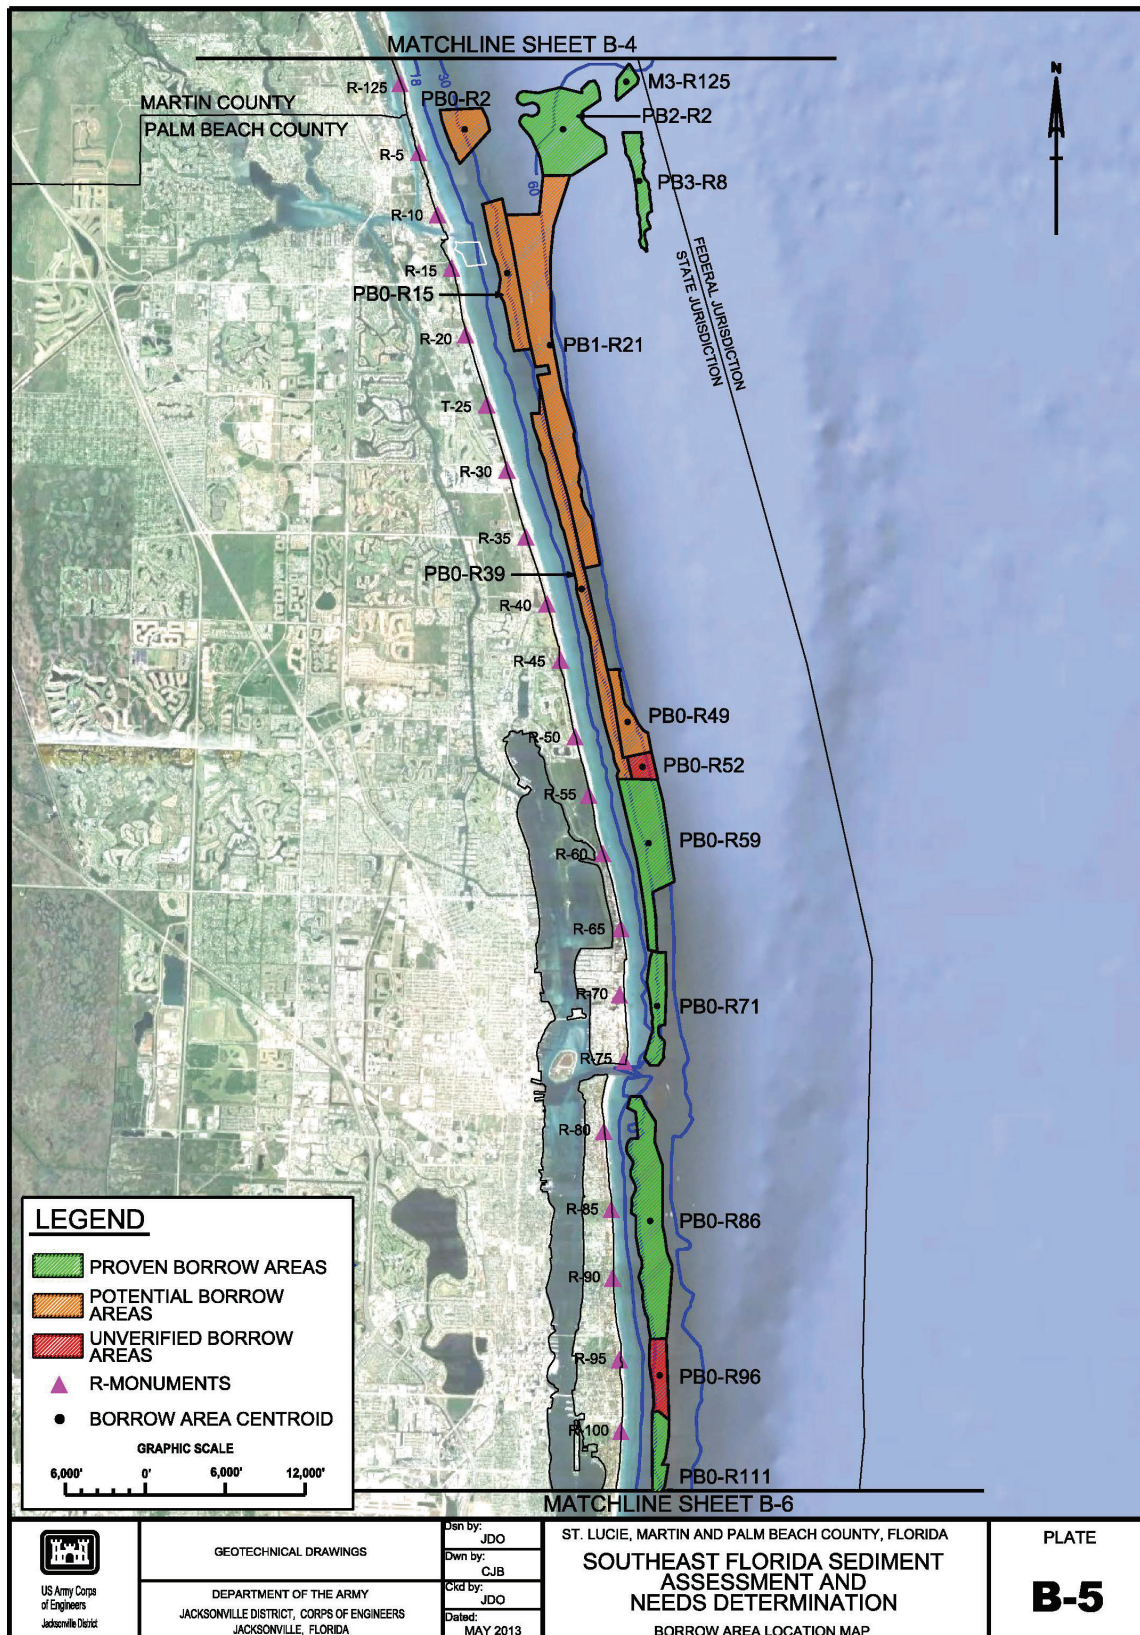 MATCHLINE SHEET B-4
R-125
18
30
M3-R125
N
MARTIN COUNTY
PB0-R2
PB2-R2
PALM BEACH COUNTY
R-5
60
PB3-R8
R-10
FEDERAL JURISDICTION
STATE JURISDICTION
R-15
PB0-R15
R-20
PB1-R21
T-25
R-30
R-35
PB0-R39
R-40
R-45
PB0-R49
R-50
PB0-R52
R-55
PB0-R59
R-60
R-65
R-70
PB0-R71
R-75
R-80
R-85
PB0-R86
R-90
R-95
PB0-R96
R-100
PB0-R111
MATCHLINE SHEET B-6
LEGEND
PROVEN BORROW AREAS
POTENTIAL BORROW
AREAS
UNVERIFIED BORROW
AREAS
R-MONUMENTS
BORROW AREA CENTROID
GRAPHIC SCALE
6,000' 0' 6,000' 12,000'
US Army Corps
of Engineers
Jacksonville District
GEOTECHNICAL DRAWINGS
DEPARTMENT OF THE ARMY
JACKSONVILLE DISTRICT, CORPS OF ENGINEERS
JACKSONVILLE, FLORIDA
Dsn by:
JDO
Dwn by:
CJB
Ckd by:
JDO
Dated:
MAY 2013
ST. LUCIE, MARTIN AND PALM BEACH COUNTY, FLORIDA
SOUTHEAST FLORIDA SEDIMENT
ASSESSMENT AND
NEEDS DETERMINATION
BORROW AREA LOCATION MAP
PLATE
B-5